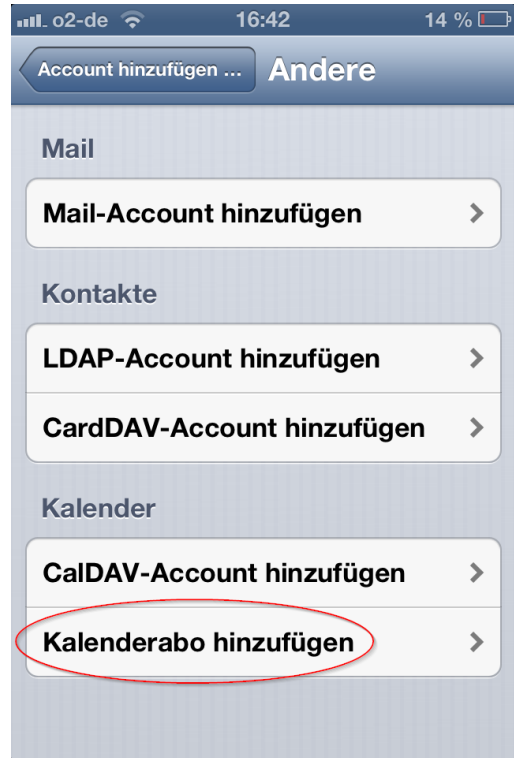 o2-de 16:42 14 %
Account hinzufügen ... Andere
Mail
Mail-Account hinzufügen
Kontakte
LDAP-Account hinzufügen
CardDAV-Account hinzufügen
Kalender
CalDAV-Account hinzufügen
Kalenderabo hinzufügen